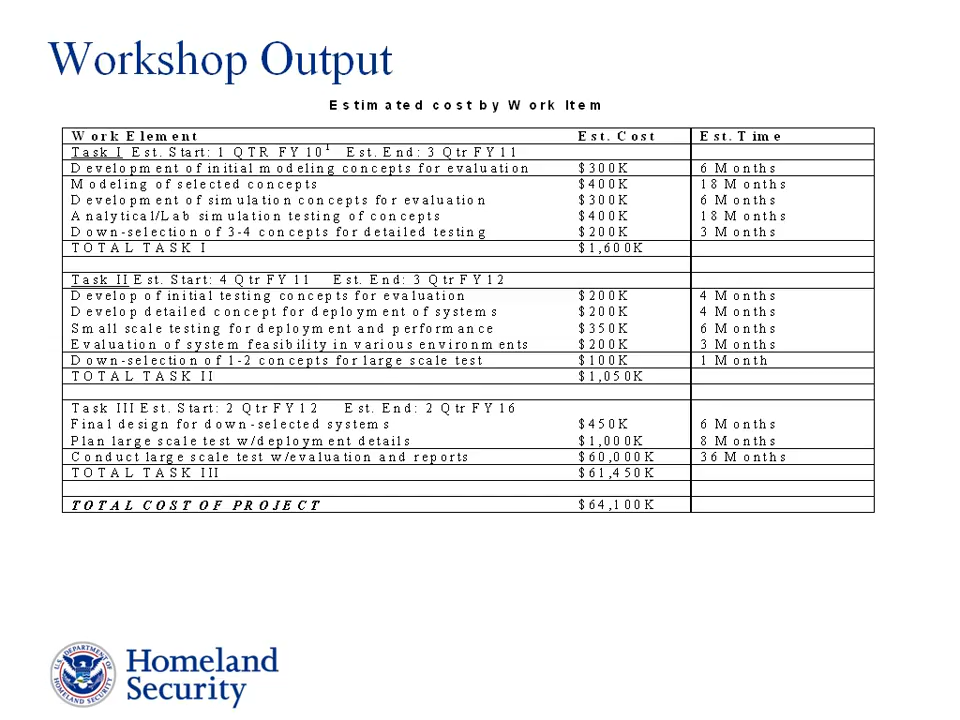 Workshop Output
Estimated cost by Work Item
Work Element Est. Cost Est. Time
Task I Est. Start: 1 QTR FY 10¹ Est. End: 3 Qtr FY11
Development of initial modeling concepts for evaluation $300K 6 Months
Modeling of selected concepts $400K 18 Months
Development of simulation concepts for evaluation $300K 6 Months
Analytical/Lab simulation testing of concepts $400K 18 Months
Down-selection of 3-4 concepts for detailed testing $200K 3 Months
TOTAL TASK I $1,600K
Task II Est. Start: 4 Qtr FY 11 Est. End: 3 Qtr FY12
Develop of initial testing concepts for evaluation $200K 4 Months
Develop detailed concept for deployment of systems $200K 4 Months
Small scale testing for deployment and performance $350K 6 Months
Evaluation of system feasibility in various environments $200K 3 Months
Down-selection of 1-2 concepts for large scale test $100K 1 Month
TOTAL TASK II $1,050K
Task III Est. Start: 2 Qtr FY12 Est. End: 2 Qtr FY16
Final design for down-selected systems $450K 6 Months
Plan large scale test w/deployment details $1,000K 8 Months
Conduct large scale test w/evaluation and reports $60,000K 36 Months
TOTAL TASK III $61,450K
TOTAL COST OF PROJECT $64,100K
U.S. DEPARTMENT OF
HOMELAND SECURITY
Homeland
Security